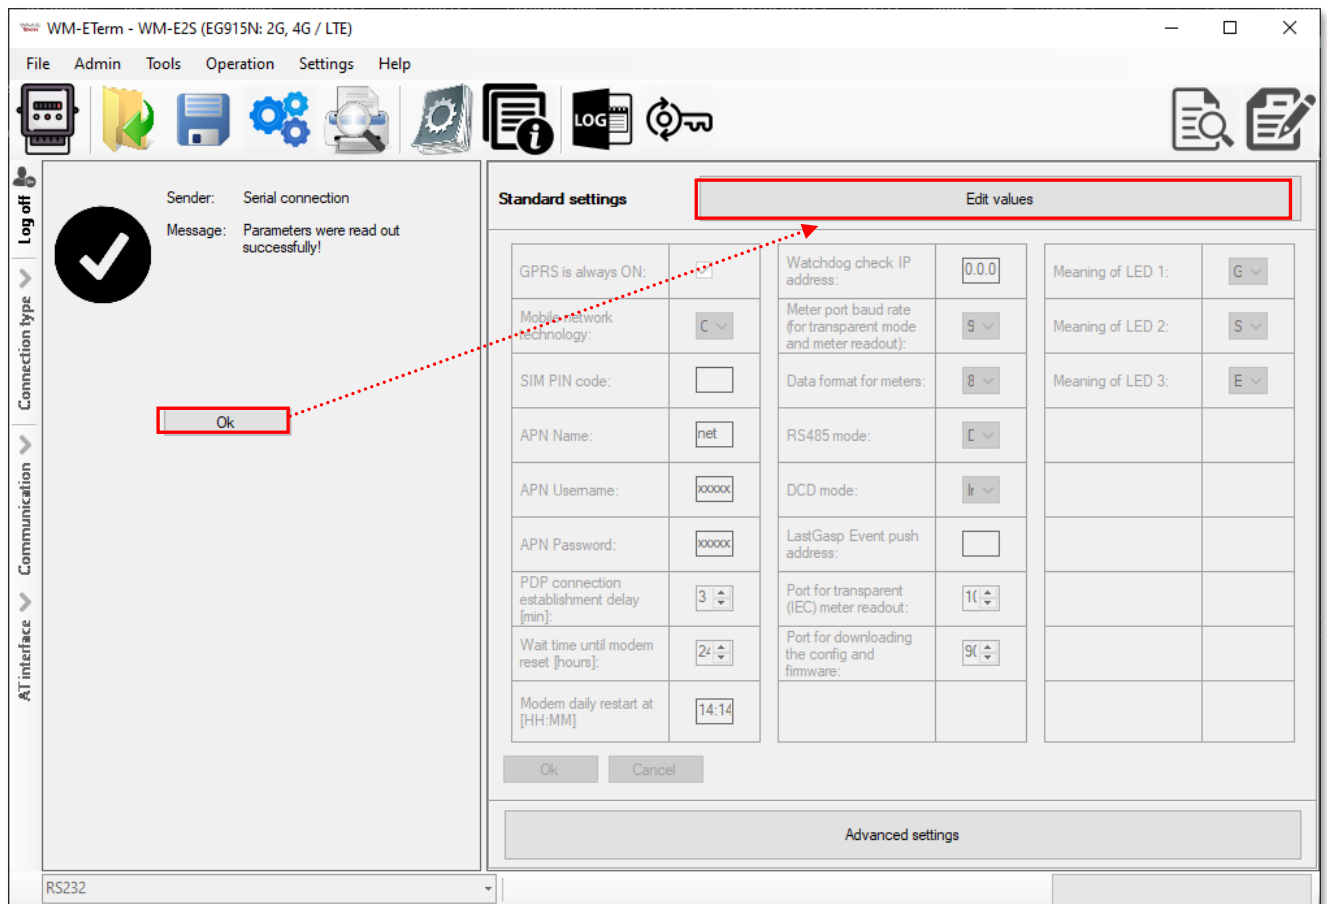 WM-ETerm - WM-E2S (EG915N: 2G, 4G / LTE)
File Admin Tools Operation Settings Help
LOG
Log off
Connection type
Communication
AT interface
Sender: Serial connection
Message: Parameters were read out
successfully!
Ok
Standard settings
Edit values
GPRS is always ON:
Mobile network
technology:
C
SIM PIN code:
APN Name:
net
APN Username:
xxxxx
APN Password:
xxxxx
PDP connection
establishment delay
[min]:
3
Wait time until modem
reset [hours]:
24
Modem daily restart at
[HH:MM]
14:14
Watchdog check IP
address:
0.0.0
Meter port baud rate
(for transparent mode
and meter readout):
9
Data format for meters:
8
RS485 mode:
DCD mode:
LastGasp Event push
address:
Port for transparent
(IEC) meter readout:
Port for downloading
the config and
firmware:
Meaning of LED 1:
G
Meaning of LED 2:
S
Meaning of LED 3:
E
Ok
Cancel
Advanced settings
RS232